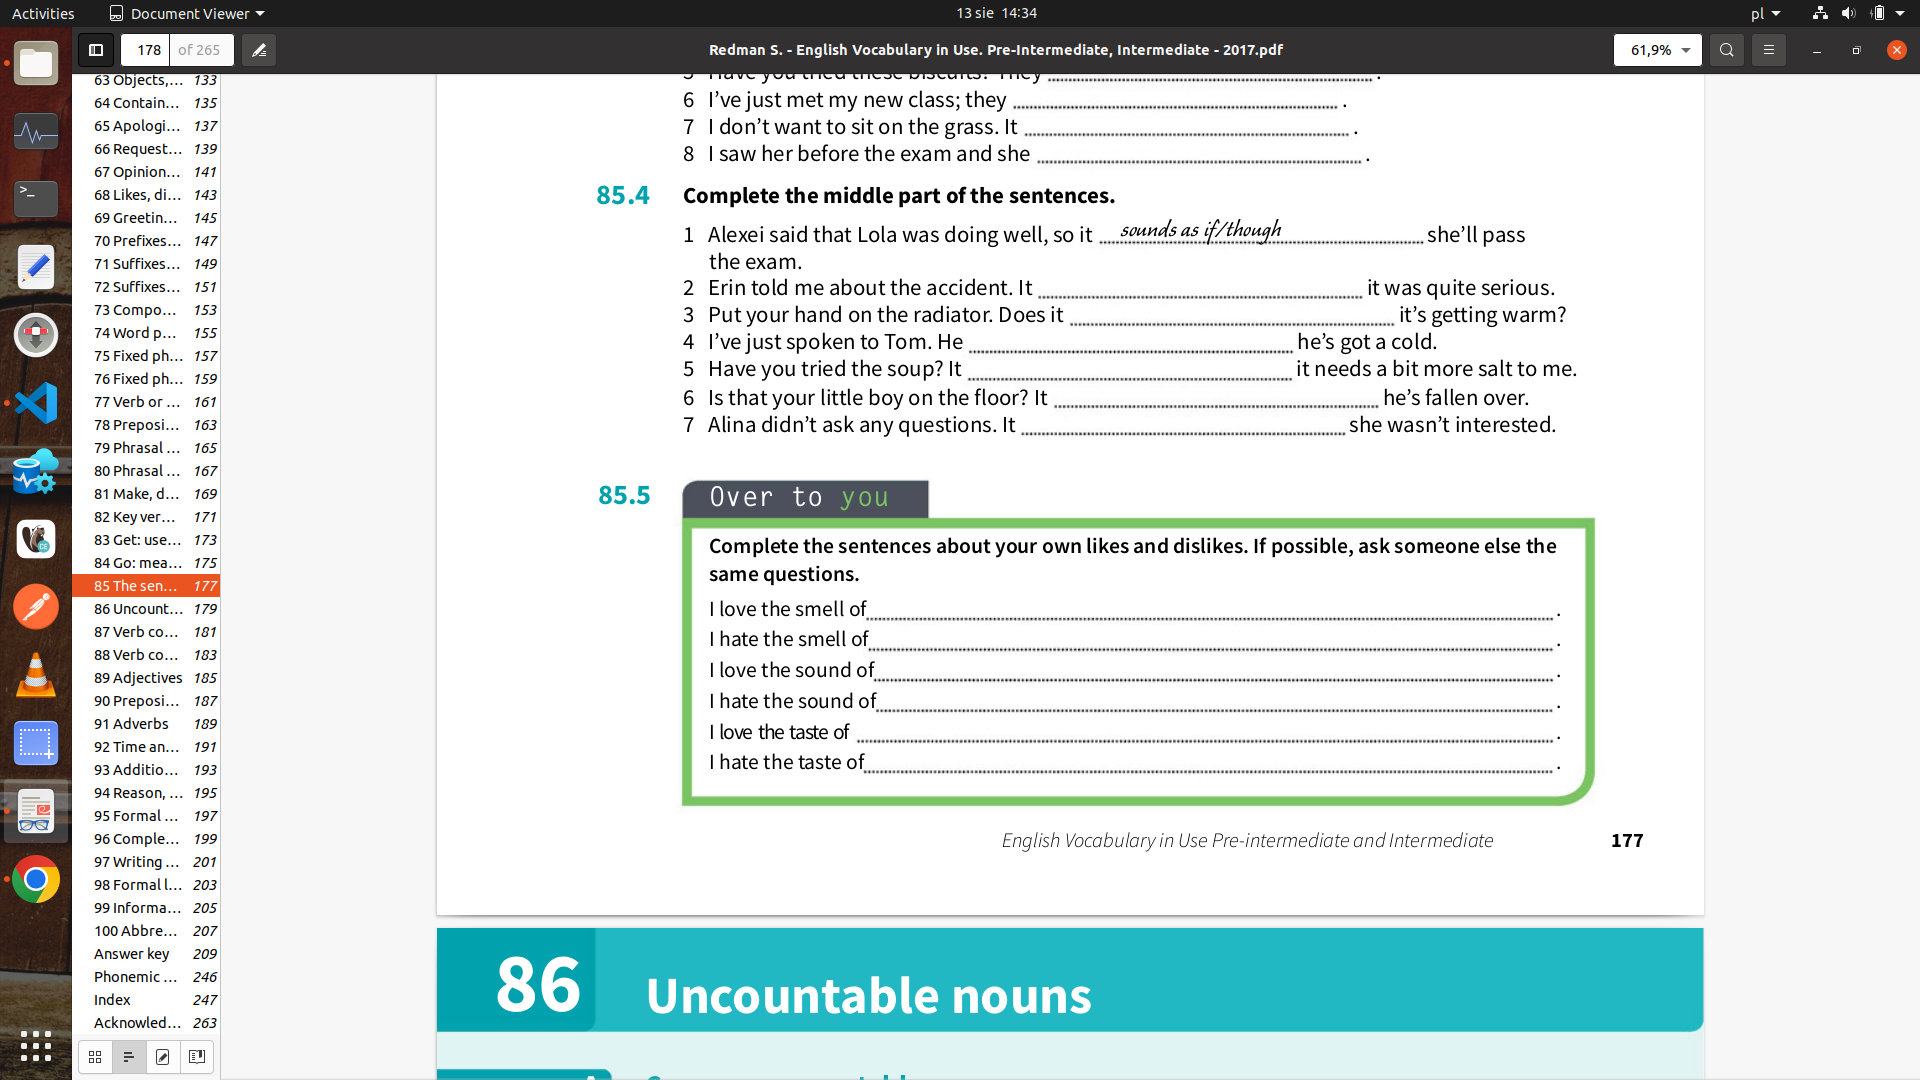 Activities
Document Viewer
13 sie 14:34
pl
178 of 265
Redman S. - English Vocabulary in Use. Pre-Intermediate, Intermediate - 2017.pdf
61,9%
63 Objects,... 133
64 Contain... 135
65 Apologi... 137
66 Request... 139
67 Opinion... 141
68 Likes, di... 143
69 Greetin... 145
70 Prefixes... 147
71 Suffixes... 149
72 Suffixes... 151
73 Compo... 153
74 Word p... 155
75 Fixed ph... 157
76 Fixed ph... 159
77 Verb or ... 161
78 Preposi... 163
79 Phrasal ... 165
80 Phrasal ... 167
81 Make, d... 169
82 Key ver... 171
83 Get: use... 173
84 Go: mea... 175
85 The sen... 177
86 Uncount... 179
87 Verb co... 181
88 Verb co... 183
89 Adjectives 185
90 Preposi... 187
91 Adverbs 189
92 Time an... 191
93 Additio... 193
94 Reason, ... 195
95 Formal ... 197
96 Comple... 199
97 Writing ... 201
98 Formal l... 203
99 Informa... 205
100 Abbre... 207
Answer key 209
Phonemic ... 246
Index 247
Acknowled... 263
5 Have you tried these biscuits? They .
6 I've just met my new class; they .
7 I don't want to sit on the grass. It .
8 I saw her before the exam and she .
85.4 Complete the middle part of the sentences.
1 Alexei said that Lola was doing well, so it sounds as if/though she'll pass
the exam.
2 Erin told me about the accident. It it was quite serious.
3 Put your hand on the radiator. Does it it's getting warm?
4 I've just spoken to Tom. He he's got a cold.
5 Have you tried the soup? It it needs a bit more salt to me.
6 Is that your little boy on the floor? It he's fallen over.
7 Alina didn't ask any questions. It she wasn't interested.
85.5 Over to you
Complete the sentences about your own likes and dislikes. If possible, ask someone else the
same questions.
I love the smell of .
I hate the smell of .
I love the sound of .
I hate the sound of .
I love the taste of .
I hate the taste of .
English Vocabulary in Use Pre-intermediate and Intermediate 177
86 Uncountable nouns